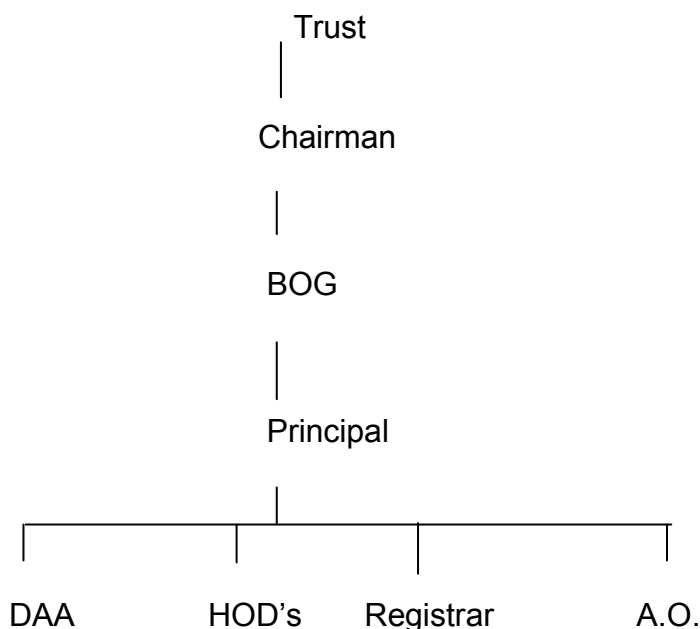 Trust
Chairman
BOG
Principal
DAA HOD's Registrar A.O.